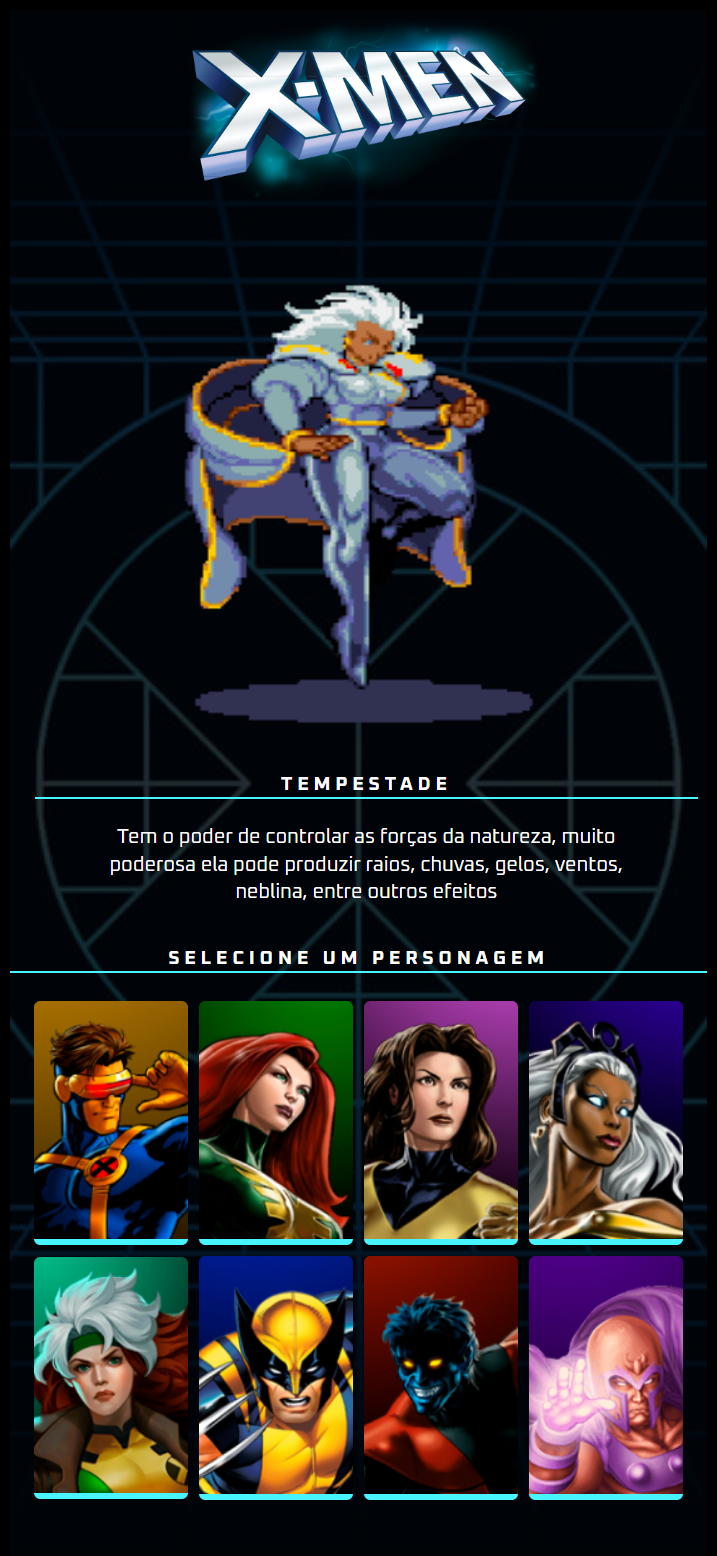 X-MEN
TEMPESTADE
Tem o poder de controlar as forças da natureza, muito
poderosa ela pode produzir raios, chuvas, gelos, ventos,
neblina, entre outros efeitos
SELECIONE UM PERSONAGEM